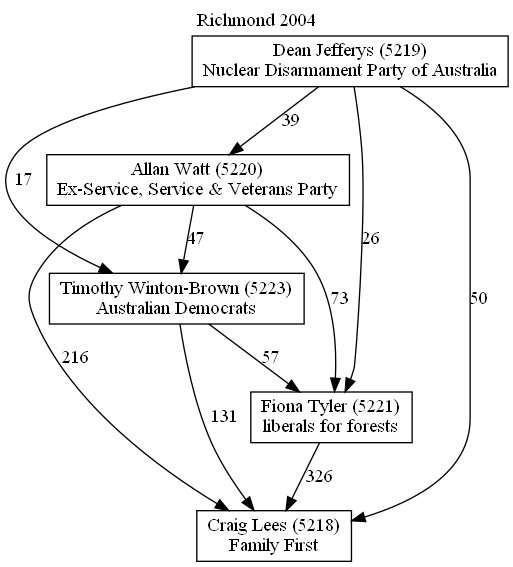 Richmond 2004
Dean Jefferys (5219)
Nuclear Disarmament Party of Australia
39
Allan Watt (5220)
Ex-Service, Service & Veterans Party
17
47
26
73
50
Timothy Winton-Brown (5223)
Australian Democrats
216
57
131
Fiona Tyler (5221)
liberals for forests
326
Craig Lees (5218)
Family First